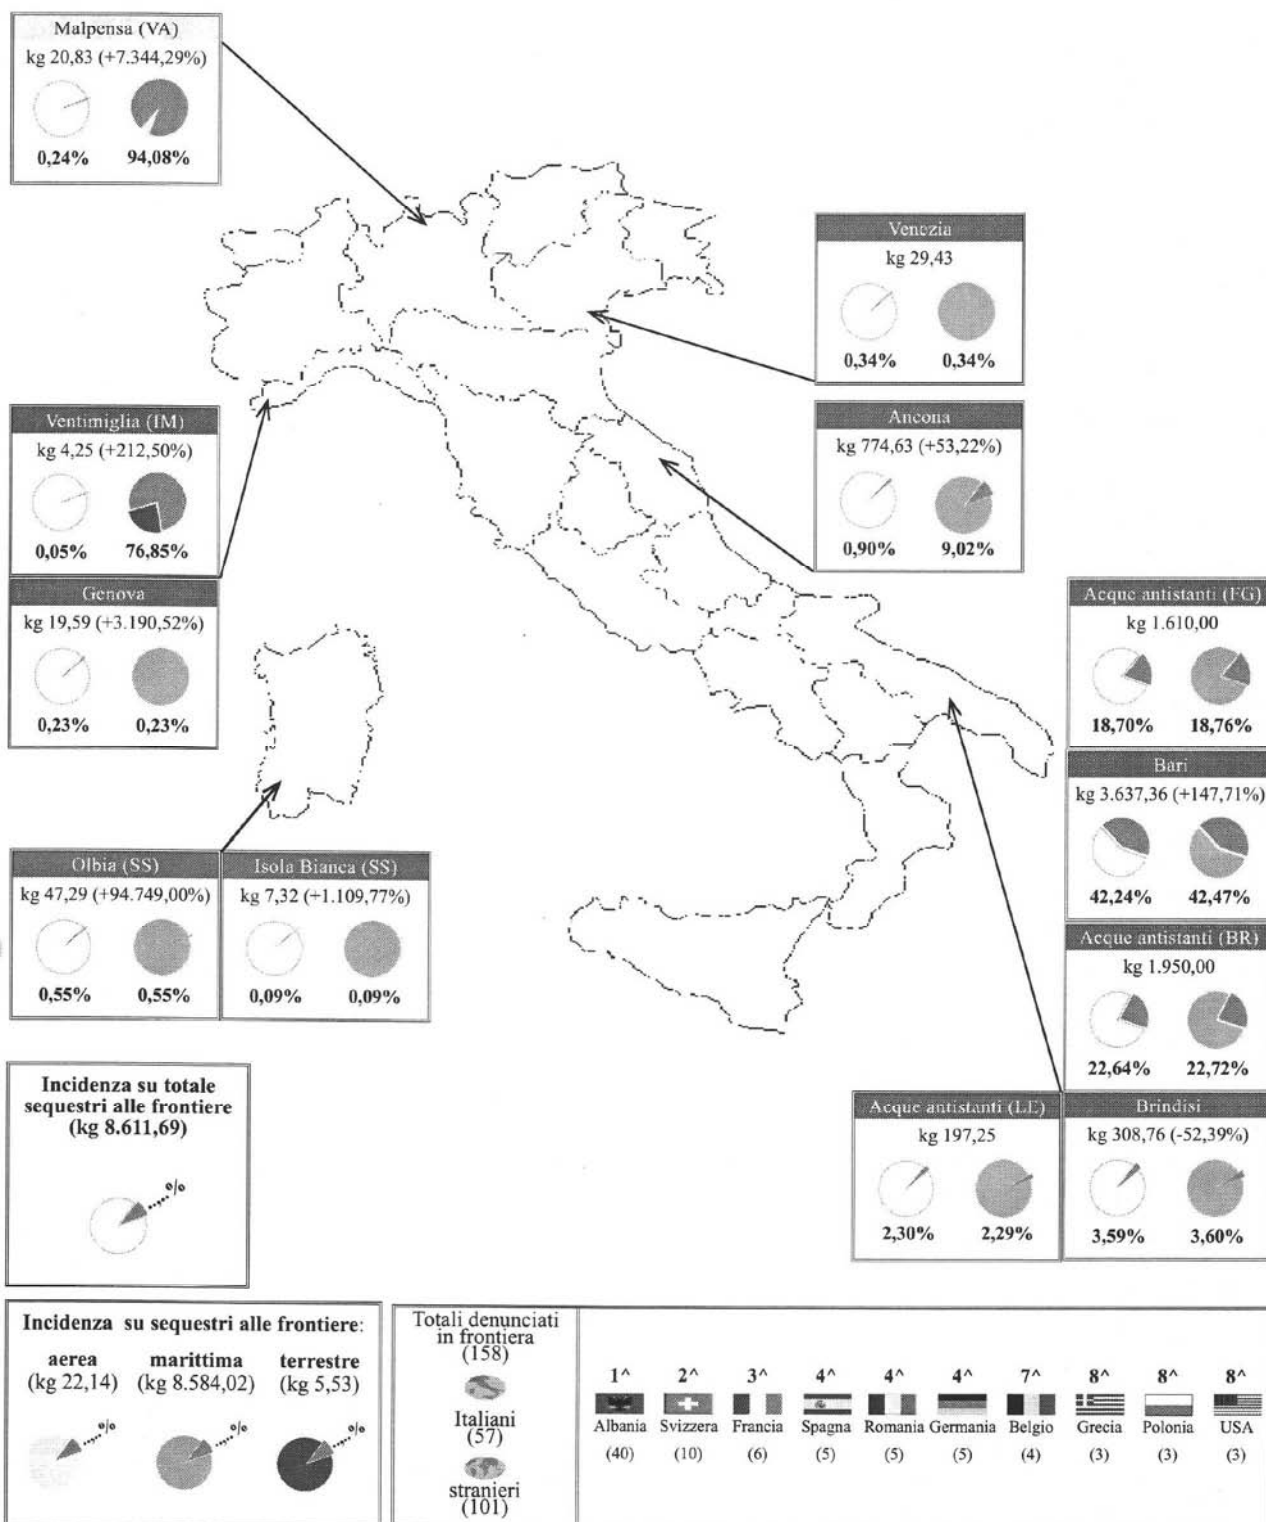 Malpensa (VA)
kg 20,83 (+7.344,29%)
0,24% 94,08%
Venezia
kg 29,43
0,34% 0,34%
Ventimiglia (IM)
kg 4,25 (+212,50%)
0,05% 76,85%
Ancona
kg 774,63 (+53,22%)
0,90% 9,02%
Genova
kg 19,59 (+3.190,52%)
0,23% 0,23%
Acque antistanti (FG)
kg 1.610,00
18,70% 18,76%
Bari
kg 3.637,36 (+147,71%)
42,24% 42,47%
Olbia (SS)
kg 47,29 (+94.749,00%)
0,55% 0,55%
Isola Bianca (SS)
kg 7,32 (+1.109,77%)
0,09% 0,09%
Acque antistanti (BR)
kg 1.950,00
22,64% 22,72%
Acque antistanti (LE)
kg 197,25
2,30% 2,29%
Brindisi
kg 308,76 (-52,39%)
3,59% 3,60%
Incidenza su totale
sequestri alle frontiere
(kg 8.611,69)
%
Incidenza su sequestri alle frontiere:
aerea marittima terrestre
(kg 22,14) (kg 8.584,02) (kg 5,53)
% % %
Totali denunciati
in frontiera
(158)
Italiani
(57)
stranieri
(101)
1^ 2^ 3^ 4^ 4^ 4^ 7^ 8^ 8^ 8^
Albania Svizzera Francia Spagna Romania Germania Belgio Grecia Polonia USA
(40) (10) (6) (5) (5) (5) (4) (3) (3) (3)